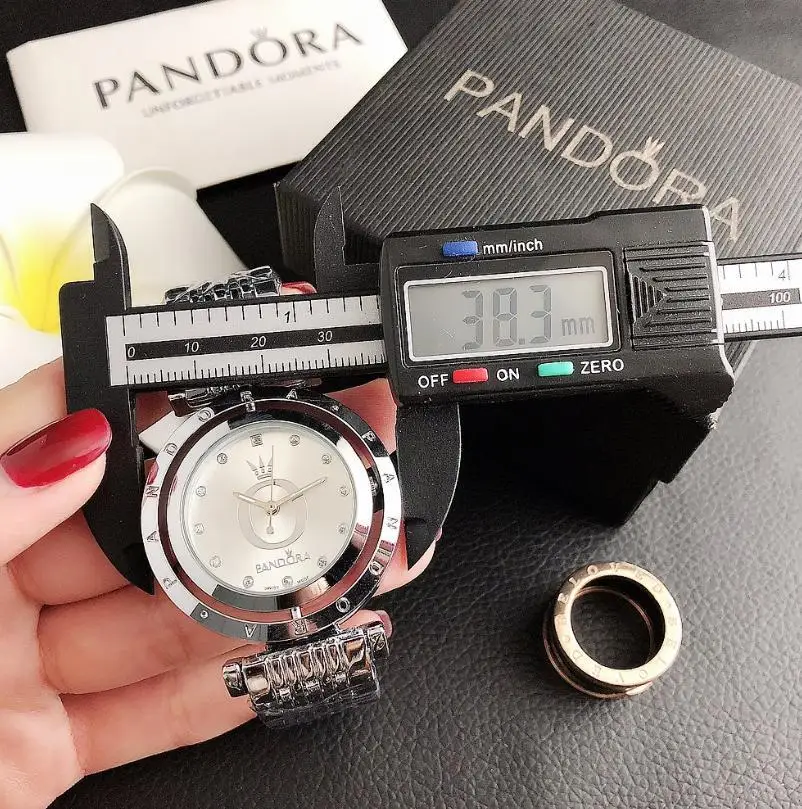 PANDORA
UNFORGETTABLE MOMENTS
PANDORA
mm/inch
38.3 mm
OFF ON ZERO
1
0 10 20 30
4
100
PANDORA